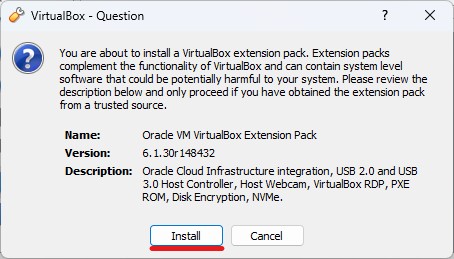 VirtualBox - Question
You are about to install a VirtualBox extension pack. Extension packs
complement the functionality of VirtualBox and can contain system level
software that could be potentially harmful to your system. Please review the
description below and only proceed if you have obtained the extension pack
from a trusted source.
Name: Oracle VM VirtualBox Extension Pack
Version: 6.1.30r148432
Description: Oracle Cloud Infrastructure integration, USB 2.0 and USB
3.0 Host Controller, Host Webcam, VirtualBox RDP, PXE
ROM, Disk Encryption, NVMe.
Install Cancel